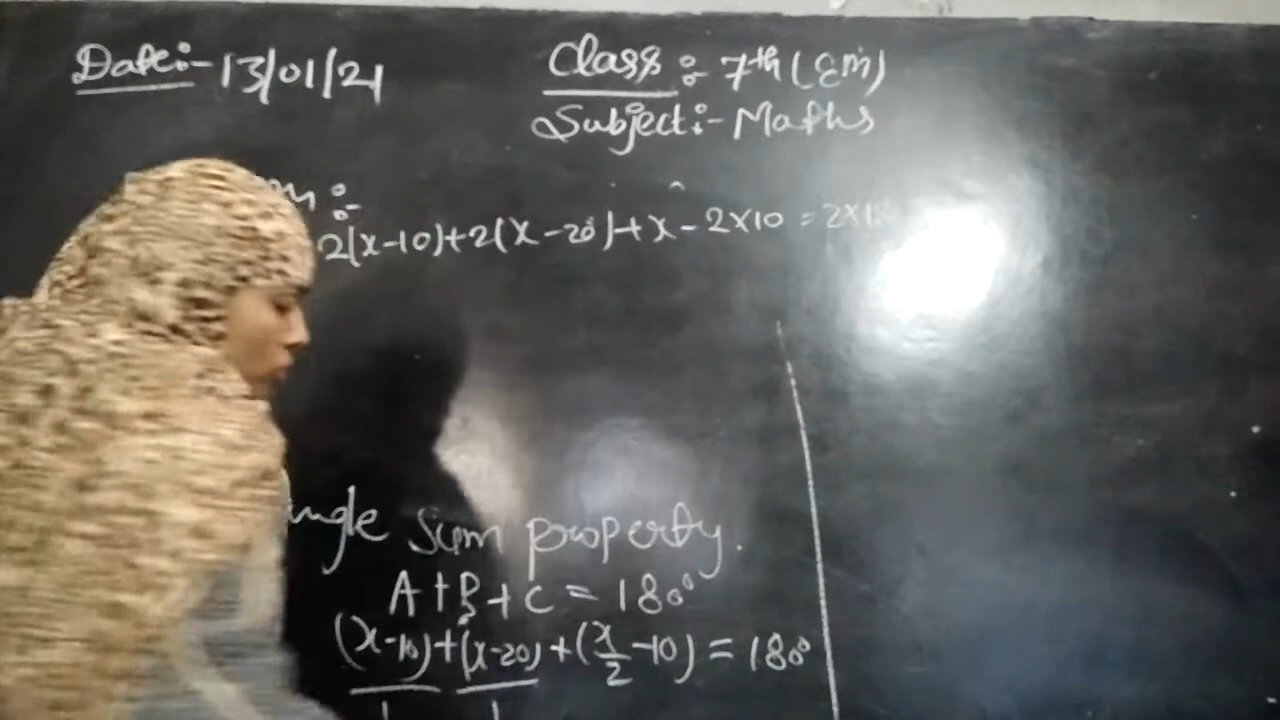 Date:- 13/01/21
Class :- 7th (EM)
Subject:- Maths
2(x-10)+2(x-20)+x-2×10 = 2×18
angle sum property.
A+B+C = 180°
(x-10)+(x-20)+(x/2-10) = 180°